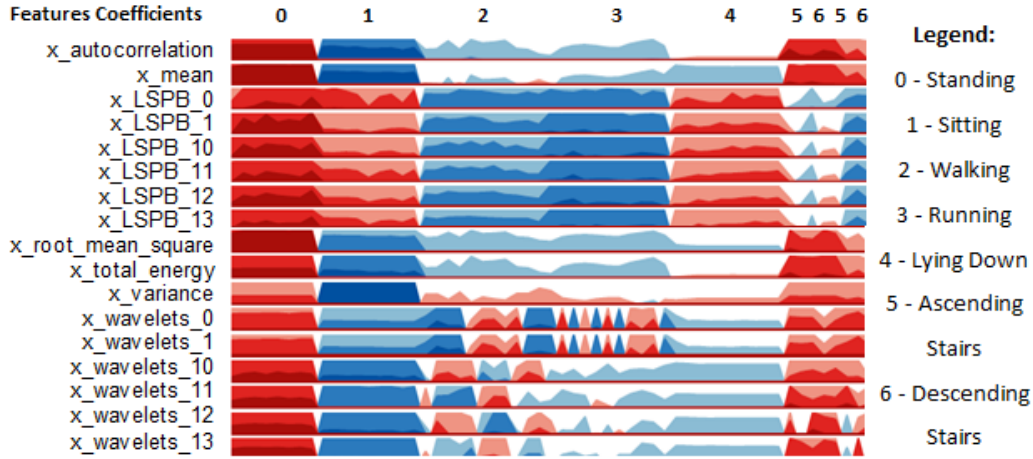 Features Coefficients 0 1 2 3 4 5 6 5 6
x_autocorrelation
x_mean
x_LSPB_0
x_LSPB_1
x_LSPB_10
x_LSPB_11
x_LSPB_12
x_LSPB_13
x_root_mean_square
x_total_energy
x_variance
x_wavelets_0
x_wavelets_1
x_wavelets_10
x_wavelets_11
x_wavelets_12
x_wavelets_13
Legend:
0 - Standing
1 - Sitting
2 - Walking
3 - Running
4 - Lying Down
5 - Ascending
Stairs
6 - Descending
Stairs